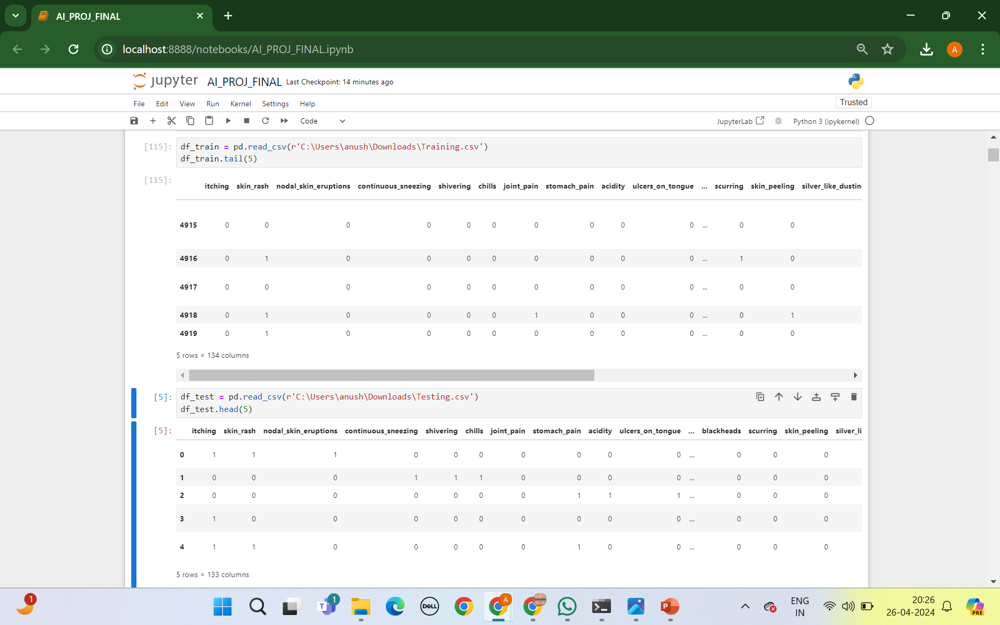 AI_PROJ_FINAL
localhost:8888/notebooks/AI_PROJ_FINAL.ipynb
A
jupyter AI_PROJ_FINAL Last Checkpoint: 14 minutes ago
File Edit View Run Kernel Settings Help
Trusted
Code
JupyterLab
Python 3 (ipykernel)
[115]: df_train = pd.read_csv(r'C:\Users\anush\Downloads\Training.csv')
df_train.tail(5)
[115]:
itching skin_rash nodal_skin_eruptions continuous_sneezing shivering chills joint_pain stomach_pain acidity ulcers_on_tongue ... scurring skin_peeling silver_like_dustin
4915 0 0 0 0 0 0 0 0 0 0 ... 0 0
4916 0 1 0 0 0 0 0 0 0 0 ... 1 0
4917 0 0 0 0 0 0 0 0 0 0 ... 0 0
4918 0 1 0 0 0 0 1 0 0 0 ... 0 1
4919 0 1 0 0 0 0 0 0 0 0 ... 0 0
5 rows × 134 columns
[5]: df_test = pd.read_csv(r'C:\Users\anush\Downloads\Testing.csv')
df_test.head(5)
[5]:
itching skin_rash nodal_skin_eruptions continuous_sneezing shivering chills joint_pain stomach_pain acidity ulcers_on_tongue ... blackheads scurring skin_peeling silver_li
0 1 1 1 0 0 0 0 0 0 0 ... 0 0 0
1 0 0 0 1 1 1 0 0 0 0 ... 0 0 0
2 0 0 0 0 0 0 0 1 1 1 ... 0 0 0
3 1 0 0 0 0 0 0 0 0 0 ... 0 0 0
4 1 1 0 0 0 0 0 1 0 0 ... 0 0 0
5 rows × 133 columns
1
T
1
DELL
A
P
ENG
IN
20:26
26-04-2024
PRE